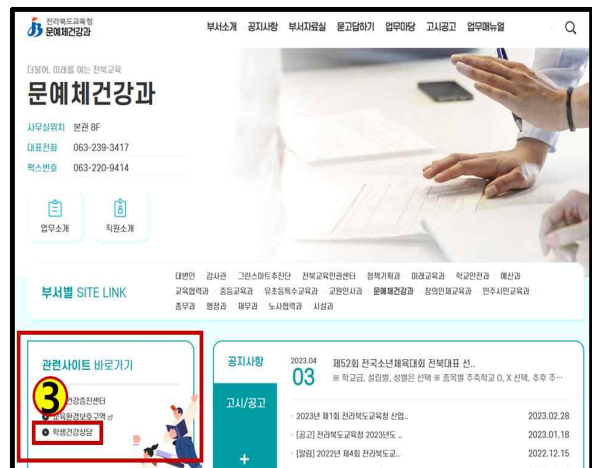 전라북도교육청
문예체건강과
부서소개 공지사항 부서자료실 묻고답하기 업무마당 고시공고 업무매뉴얼
더불어, 미래를 여는 전북교육
문예체건강과
사무실위치 본관 8F
대표전화 063-239-3417
팩스번호 063-220-9414
업무소개 직원소개
부서별 SITE LINK
대변인 감사관 그린스마트추진단 전북교육인권센터 정책기획과 미래교육과 학교안전과 예산과
교육협력과 중등교육과 유초등특수교육과 교원인사과 문예체건강과 창의인재교육과 민주시민교육과
총무과 행정과 재무과 노사협력과 시설과
관련사이트 바로가기
3
건강증진센터
교육환경보호구역
학생건강상담
공지사항
고시/공고
+
2023.04
03
제52회 전국소년체육대회 전북대표 선..
※ 학교급, 설립별, 성별은 선택 ※ 종목별 주축학교 O, X 선택, 추후 주…
2023년 제1회 전라북도교육청 산업.. 2023.02.28
[공고] 전라북도교육청 2023년도 .. 2023.01.18
[알림] 2022년 제4회 전라북도교.. 2022.12.15